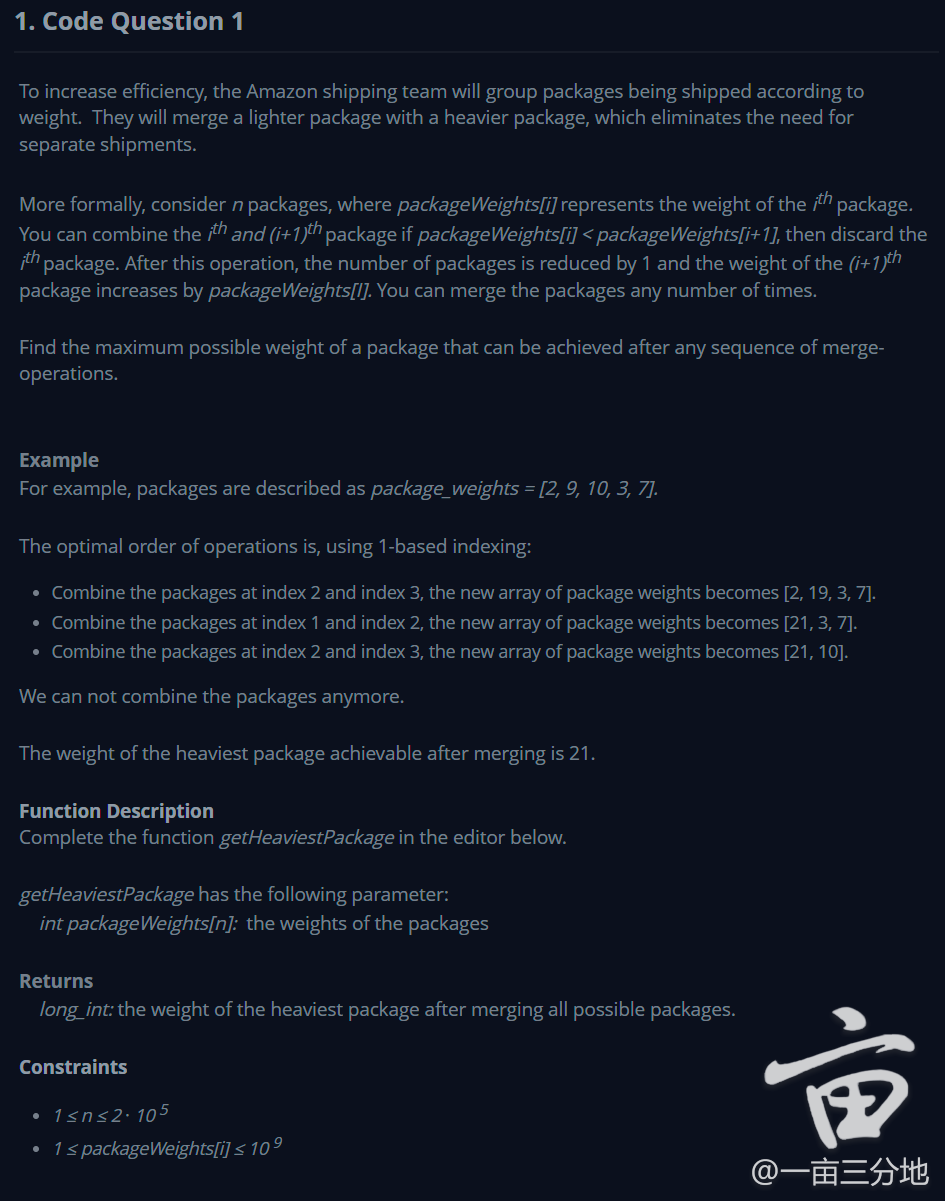 1. Code Question 1
To increase efficiency, the Amazon shipping team will group packages being shipped according to
weight.  They will merge a lighter package with a heavier package, which eliminates the need for
separate shipments.
More formally, consider n packages, where packageWeights[i] represents the weight of the ith package.
You can combine the ith and (i+1)th package if packageWeights[i] < packageWeights[i+1], then discard the
ith package. After this operation, the number of packages is reduced by 1 and the weight of the (i+1)th
package increases by packageWeights[I]. You can merge the packages any number of times.
Find the maximum possible weight of a package that can be achieved after any sequence of merge-
operations.
Example
For example, packages are described as package_weights = [2, 9, 10, 3, 7].
The optimal order of operations is, using 1-based indexing:
• Combine the packages at index 2 and index 3, the new array of package weights becomes [2, 19, 3, 7].
• Combine the packages at index 1 and index 2, the new array of package weights becomes [21, 3, 7].
• Combine the packages at index 2 and index 3, the new array of package weights becomes [21, 10].
We can not combine the packages anymore.
The weight of the heaviest package achievable after merging is 21.
Function Description
Complete the function getHeaviestPackage in the editor below.
getHeaviestPackage has the following parameter:
int packageWeights[n]:  the weights of the packages
Returns
long_int: the weight of the heaviest package after merging all possible packages.
Constraints
• 1 ≤ n ≤ 2 · 10 5
• 1 ≤ packageWeights[i] ≤ 10 9
亩
@一亩三分地